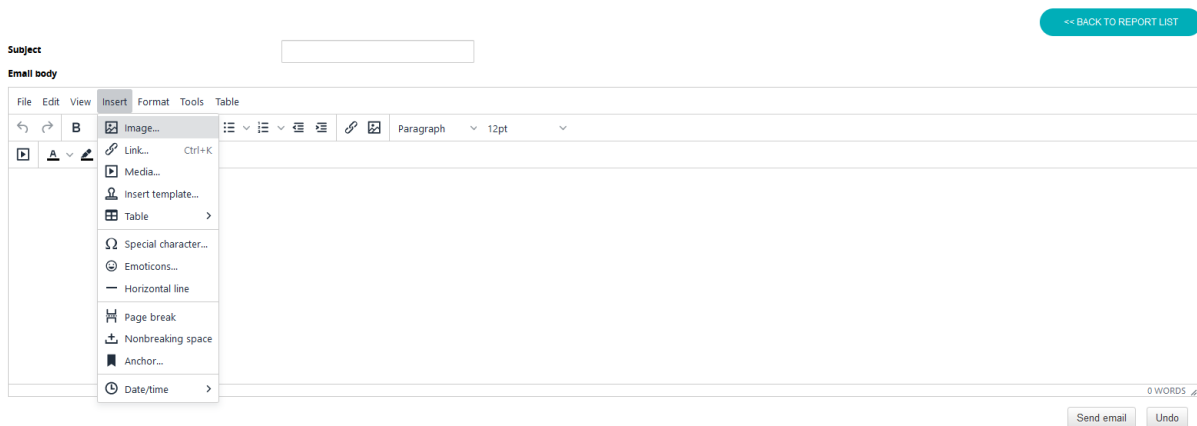 << BACK TO REPORT LIST
Subject
Email body
File Edit View Insert Format Tools Table
B Paragraph 12pt
A
Image...
Link... Ctrl+K
Media...
Insert template...
Table
Special character...
Emoticons...
Horizontal line
Page break
Nonbreaking space
Anchor...
Date/time
0 WORDS
Send email Undo